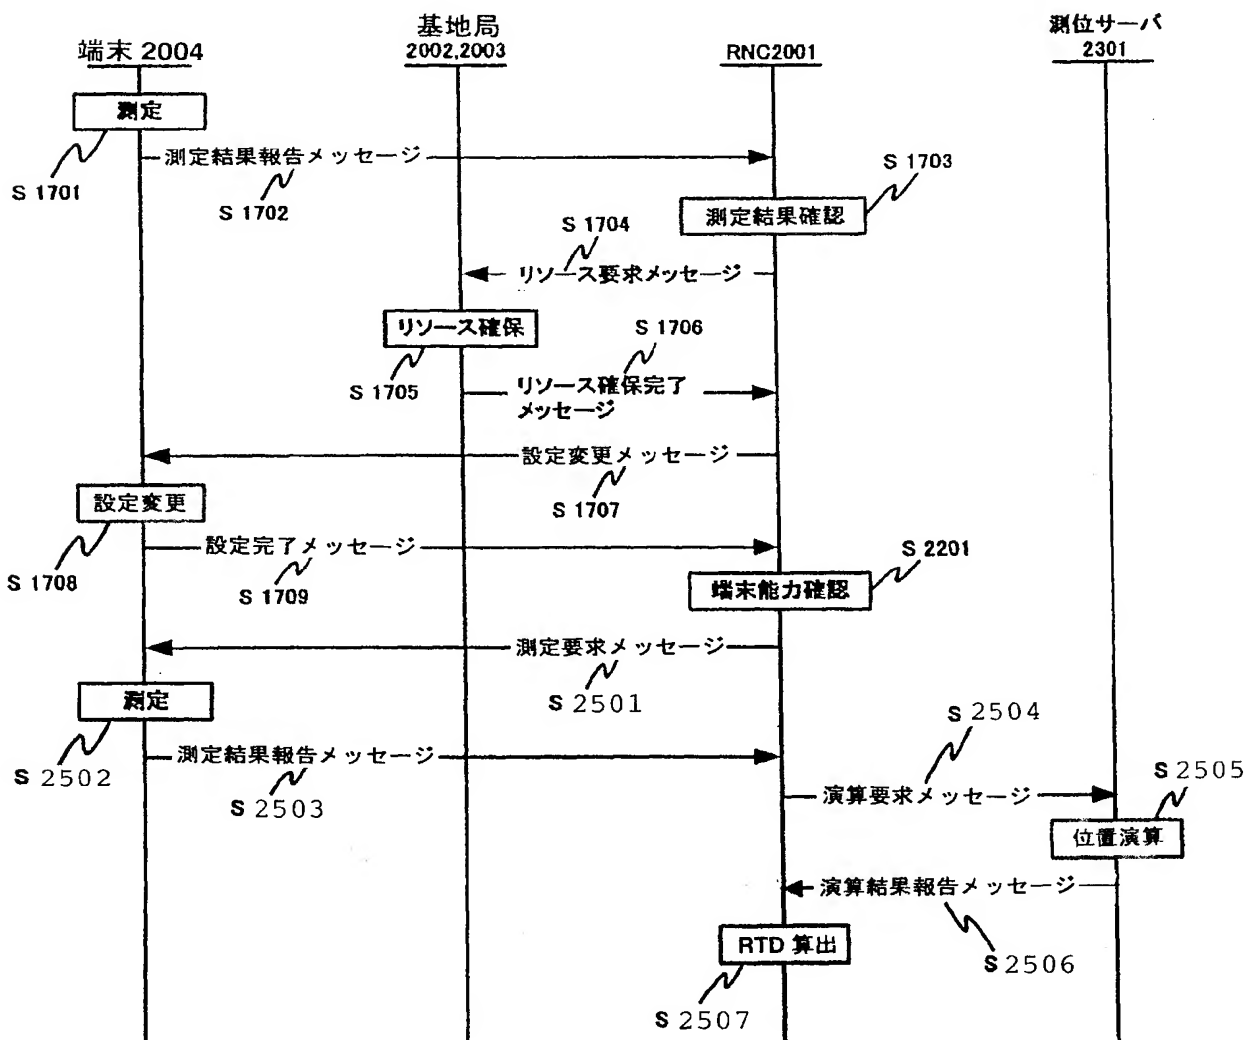 端末 2004
基地局
2002,2003
RNC2001
測位サーバ
2301
測定
S 1701
測定結果報告メッセージ
S 1702
S 1703
測定結果確認
S 1704
リソース要求メッセージ
リソース確保
S 1705
S 1706
リソース確保完了
メッセージ
設定変更メッセージ
S 1707
設定変更
S 1708
設定完了メッセージ
S 1709
S 2201
端末能力確認
測定要求メッセージ
S 2501
測定
S 2502
測定結果報告メッセージ
S 2503
S 2504
演算要求メッセージ
S 2505
位置演算
演算結果報告メッセージ
S 2506
RTD 算出
S 2507